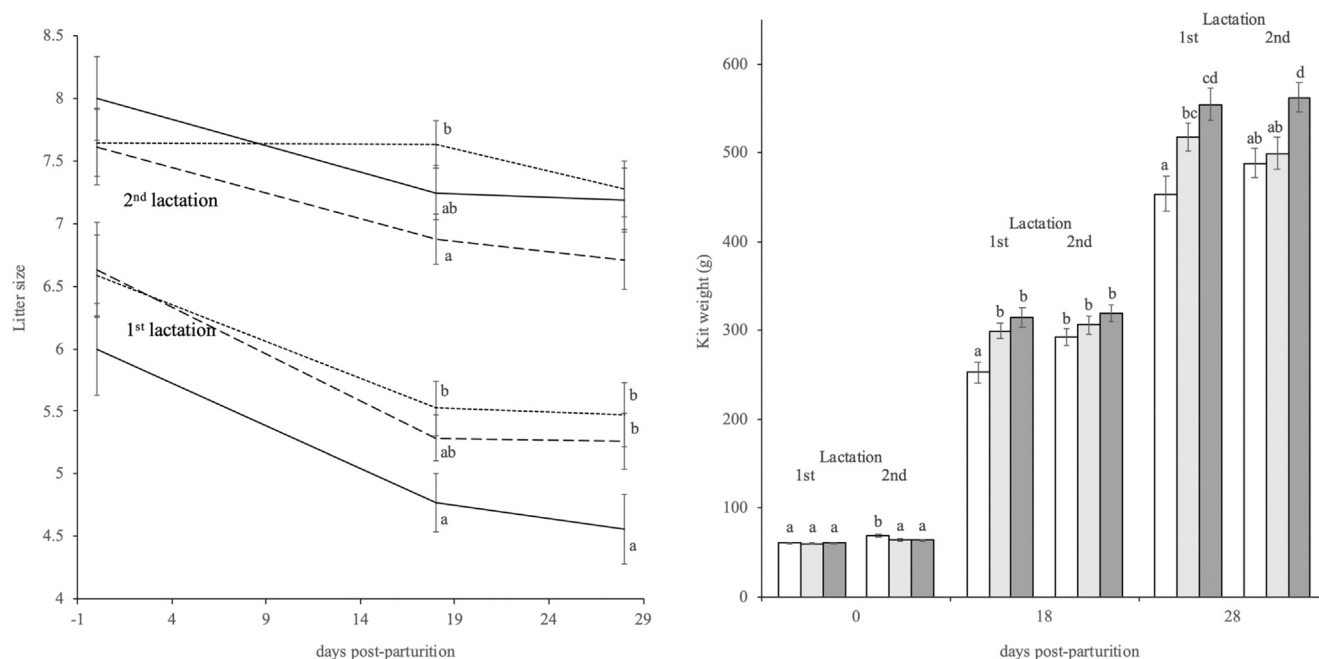 8.5
8
7.5
7
6.5
6
5.5
5
4.5
4
Litter size
-1 4 9 14 19 24 29
days post-parturition
2nd lactation
1st lactation
b
ab
a
b
ab
a
b
b
a
600
500
400
300
200
100
0
Kit weight (g)
Lactation
1st 2nd
a a a b a a
Lactation
1st 2nd
a b b b b b
Lactation
1st 2nd
a bc cd ab ab d
0 18 28
days post-parturition